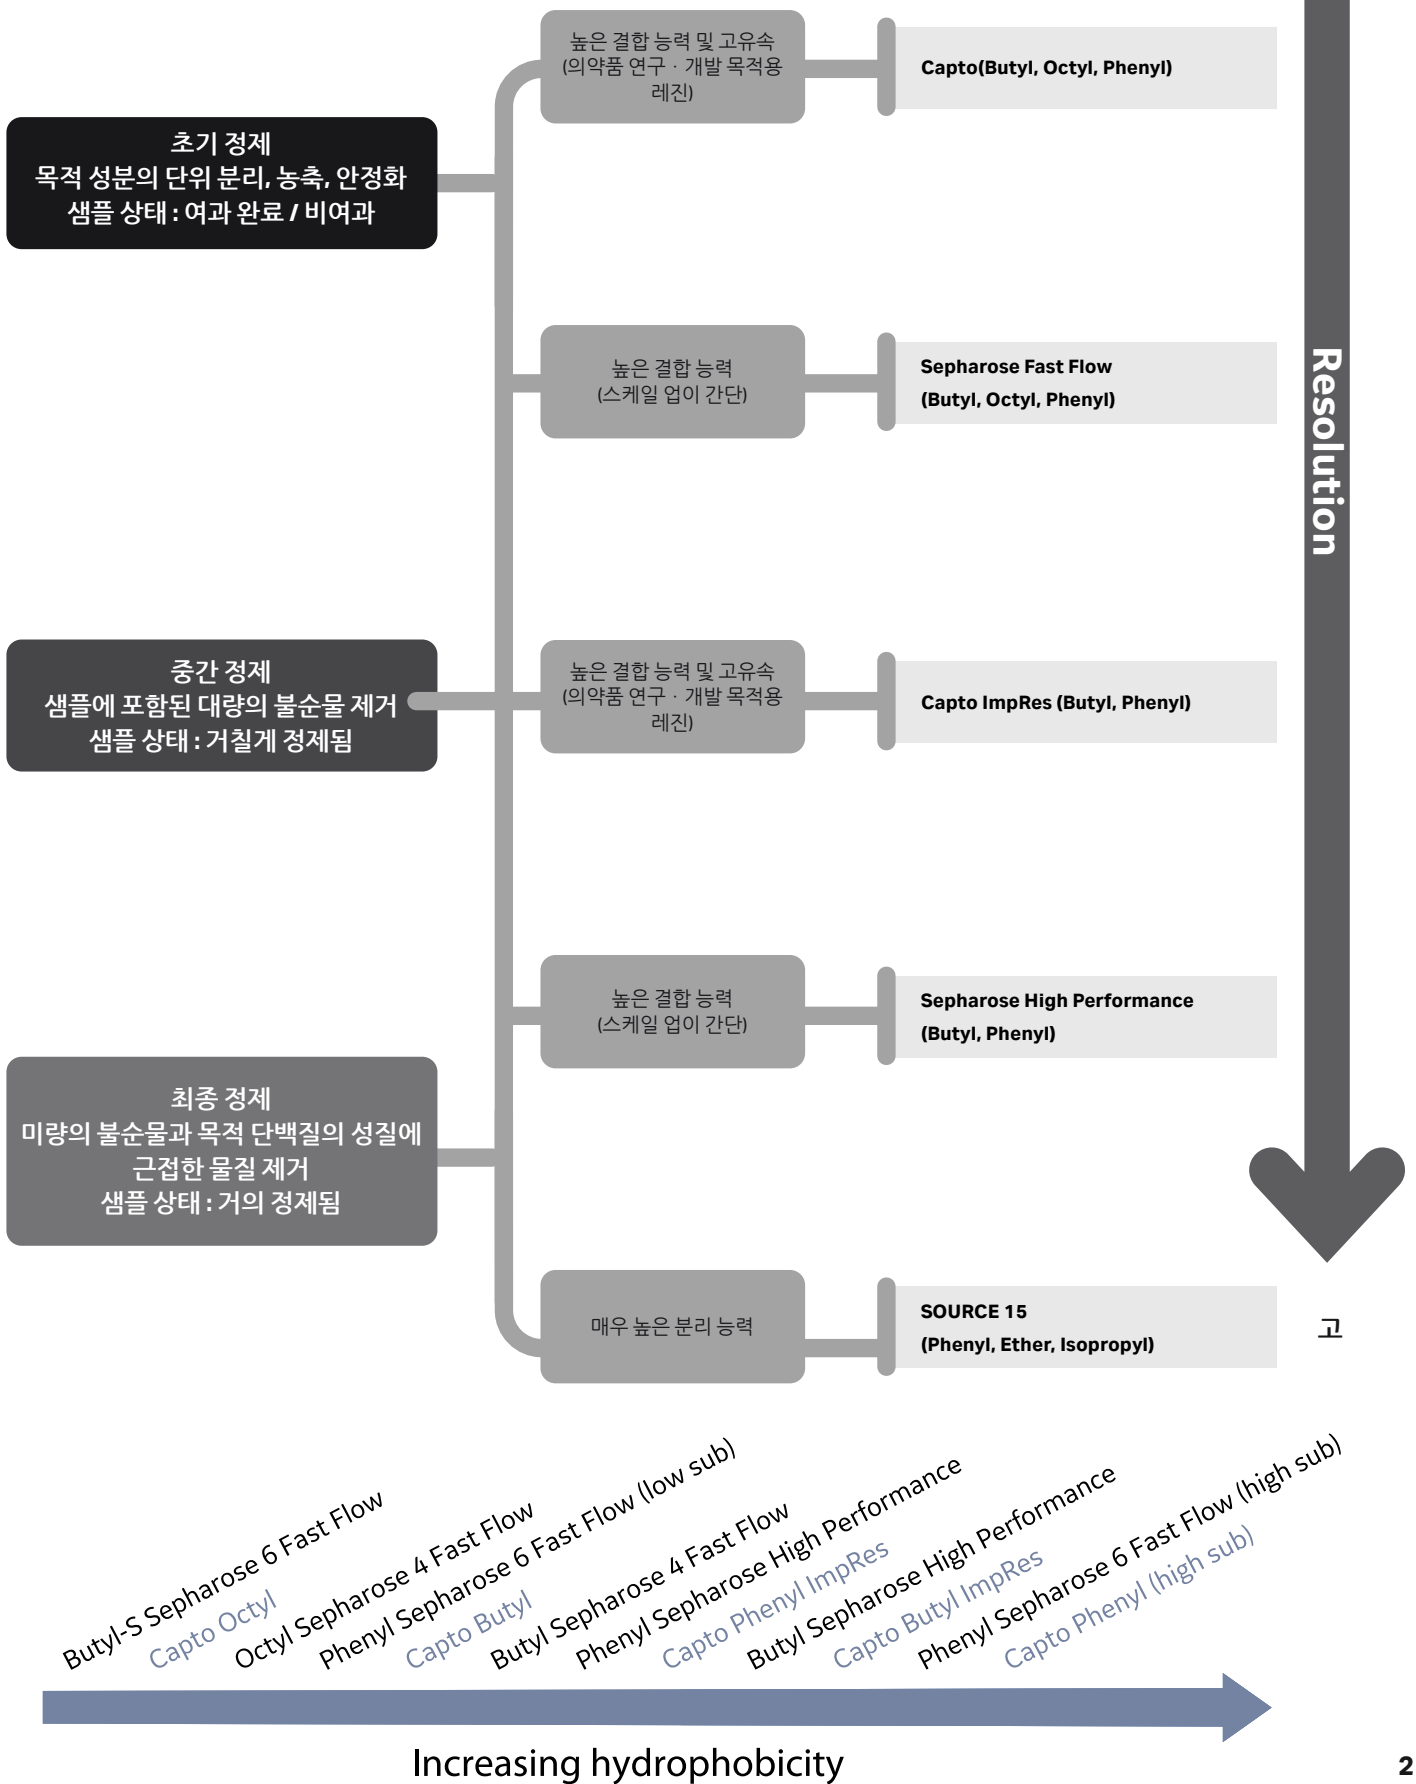 높은 결합 능력 및 고유속
(의약품 연구 · 개발 목적용
레진)
Capto(Butyl, Octyl, Phenyl)
초기 정제
목적 성분의 단위 분리, 농축, 안정화
샘플 상태 : 여과 완료 / 비여과
높은 결합 능력
(스케일 업이 간단)
Sepharose Fast Flow
(Butyl, Octyl, Phenyl)
Resolution
중간 정제
샘플에 포함된 대량의 불순물 제거
샘플 상태 : 거칠게 정제됨
높은 결합 능력 및 고유속
(의약품 연구 · 개발 목적용
레진)
Capto ImpRes (Butyl, Phenyl)
높은 결합 능력
(스케일 업이 간단)
Sepharose High Performance
(Butyl, Phenyl)
최종 정제
미량의 불순물과 목적 단백질의 성질에
근접한 물질 제거
샘플 상태 : 거의 정제됨
매우 높은 분리 능력
SOURCE 15
(Phenyl, Ether, Isopropyl)
고
Butyl-S Sepharose 6 Fast Flow
Capto Octyl
Octyl Sepharose 4 Fast Flow
Phenyl Sepharose 6 Fast Flow (low sub)
Capto Butyl
Butyl Sepharose 4 Fast Flow
Phenyl Sepharose High Performance
Capto Phenyl ImpRes
Butyl Sepharose High Performance
Capto Butyl ImpRes
Phenyl Sepharose 6 Fast Flow (high sub)
Capto Phenyl (high sub)
Increasing hydrophobicity
2